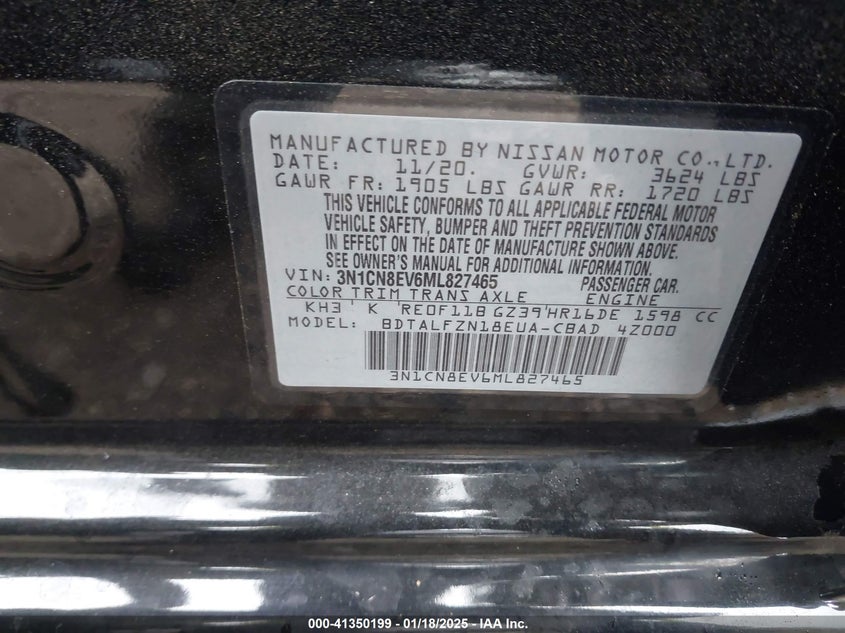 MANUFACTURED BY NISSAN MOTOR CO., LTD.
DATE: 11/20. GVWR: 3624 LBS
GAWR FR: 1905 LBS GAWR RR: 1720 LBS
THIS VEHICLE CONFORMS TO ALL APPLICABLE FEDERAL MOTOR
VEHICLE SAFETY, BUMPER AND THEFT PREVENTION STANDARDS
IN EFFECT ON THE DATE OF MANUFACTURE SHOWN ABOVE.
SEE OWNER'S MANUAL FOR ADDITIONAL INFORMATION.
VIN: 3N1CN8EV6ML827465 PASSENGER CAR.
COLOR TRIM TRANS AXLE ENGINE
KH3 ' K ' RE0F11B GZ39'HR16DE 1598 CC
MODEL: BDTALFZN18EUA-CBAD 4Z000
3N1CN8EV6ML827465
000-41350199 — 01/18/2025 — IAA Inc.